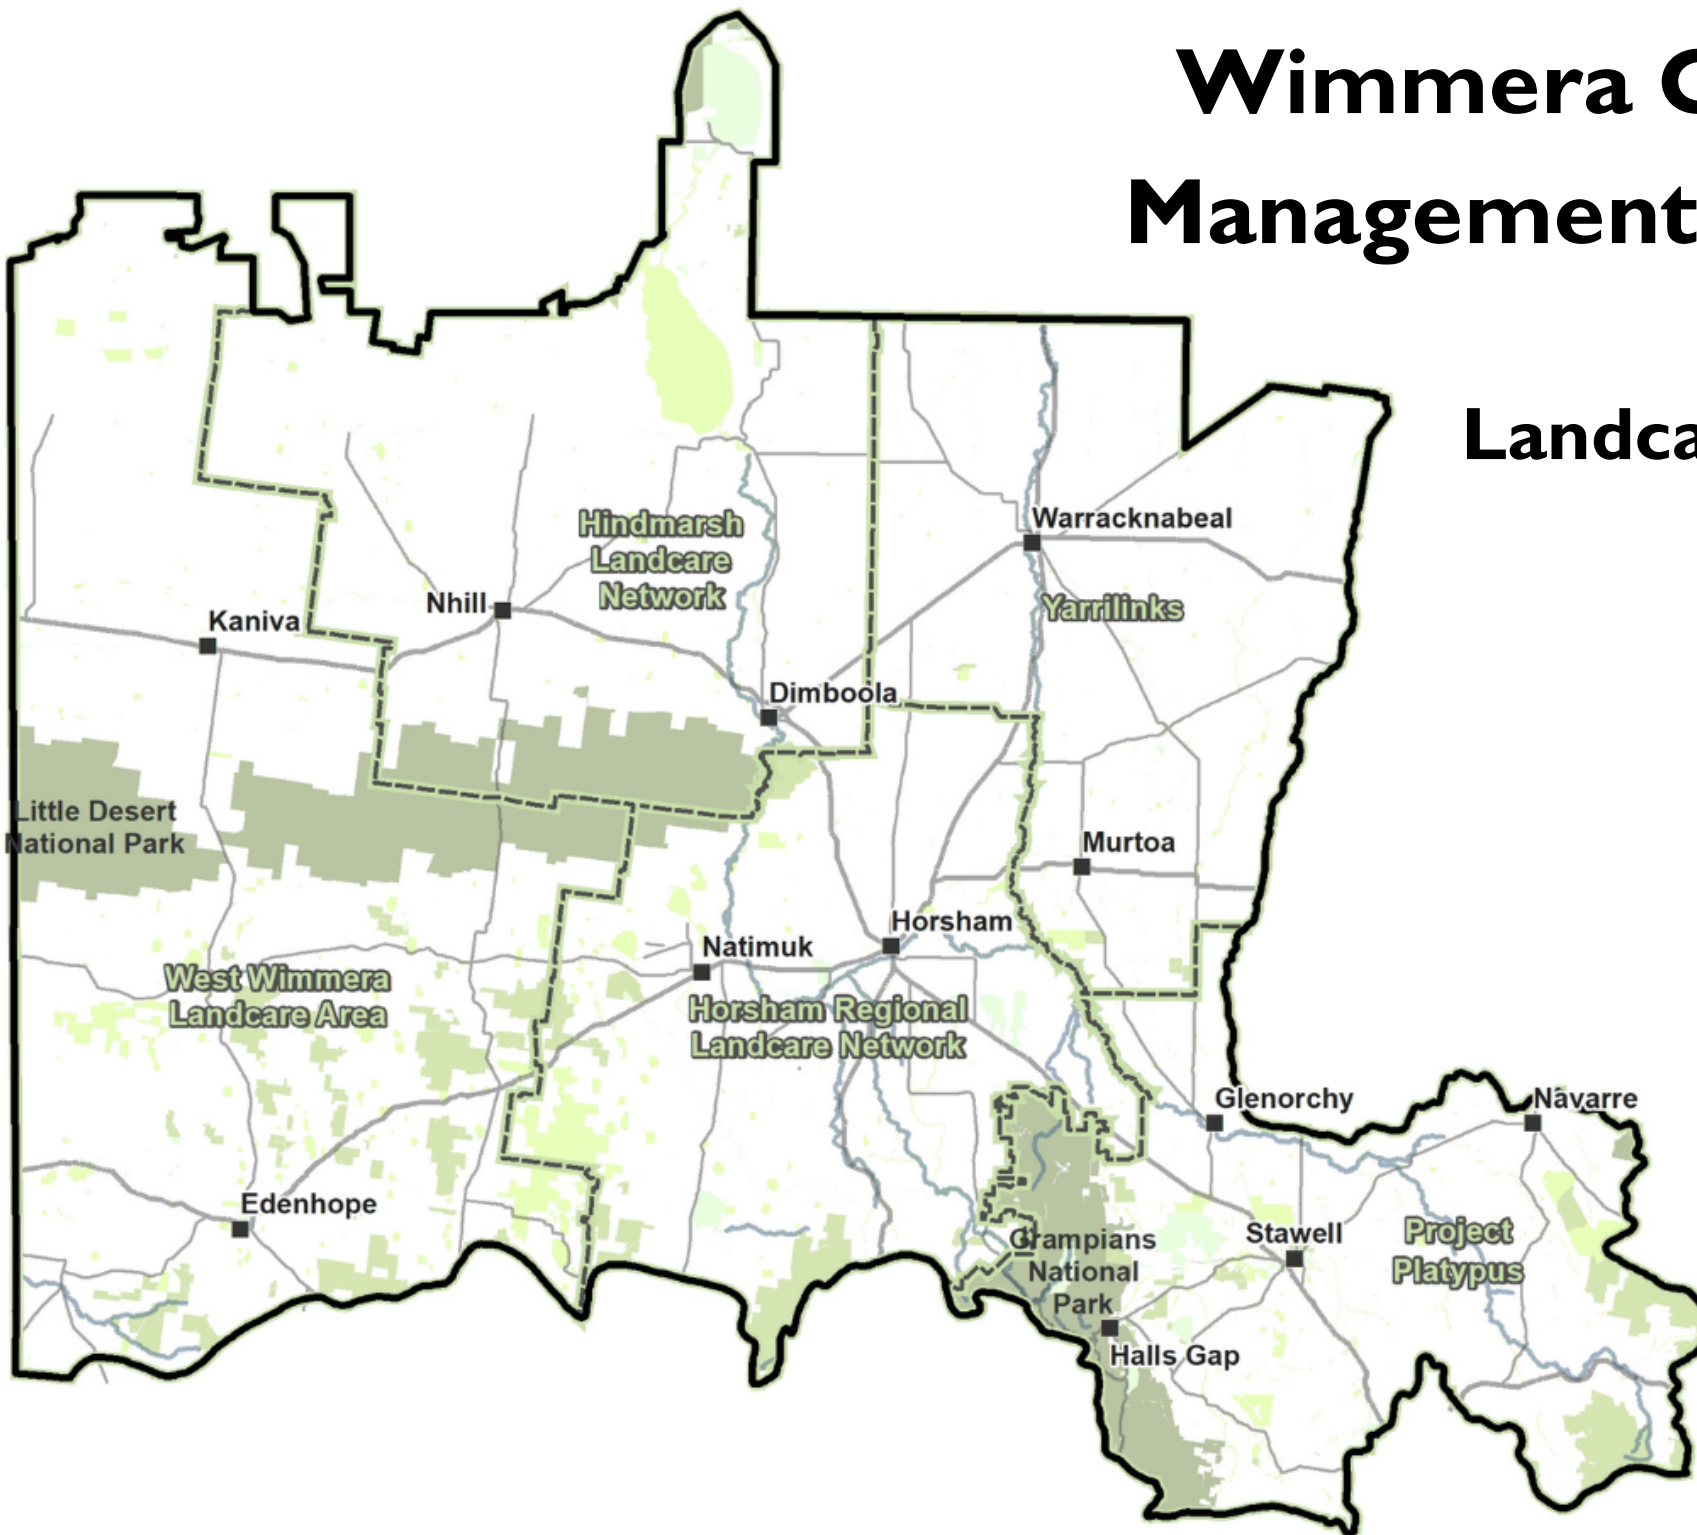 Wimmera C
Management
Landca
Warracknabeal
Hindmarsh
Landcare
Network
Nhill
Yarrilinks
Kaniva
Dimboola
Little Desert
National Park
Murtoa
Horsham
Natimuk
West Wimmera
Landcare Area
Horsham Regional
Landcare Network
Glenorchy
Navarre
Edenhope
Grampians
National
Park
Stawell
Project
Platypus
Halls Gap